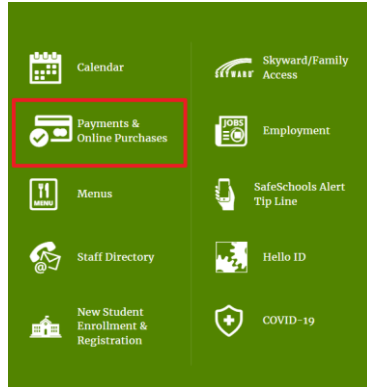 Calendar
SKYWARD
Skyward/Family
Access
Payments &
Online Purchases
JOBS
Employment
MENU
Menus
SafeSchools Alert
Tip Line
@
Staff Directory
Hello ID
New Student
Enrollment &
Registration
COVID-19